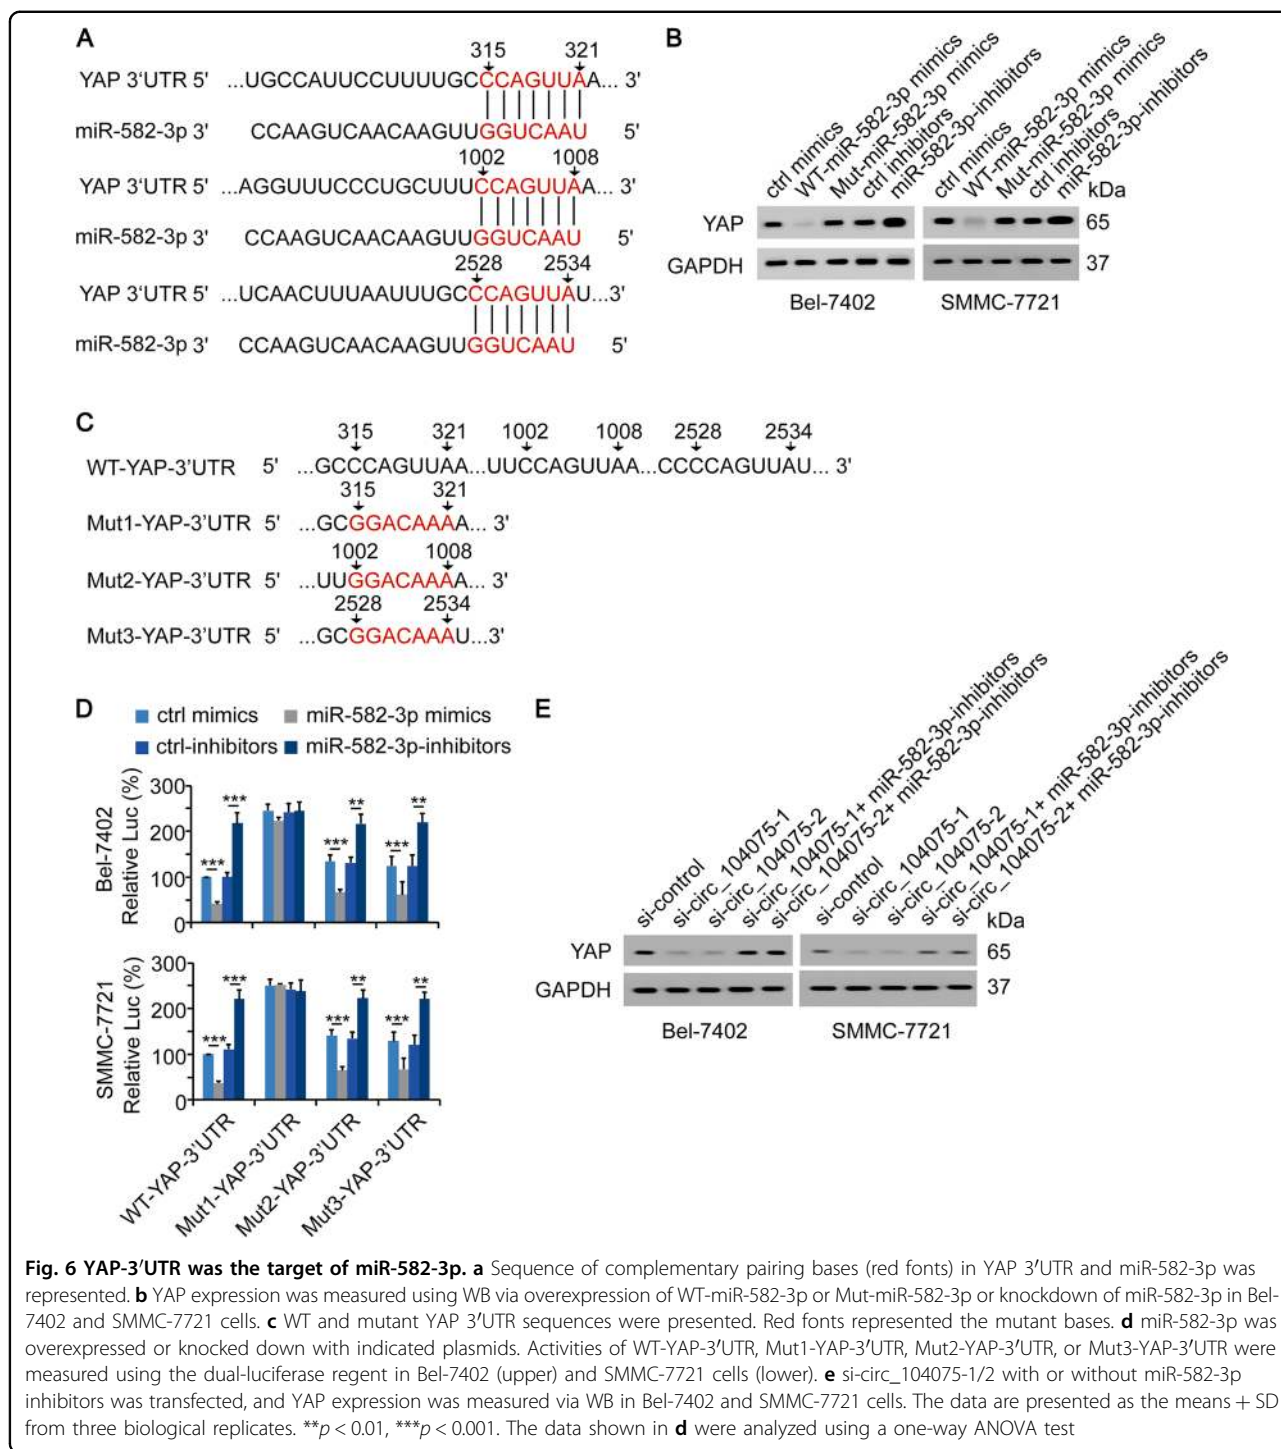 A
315 321
YAP 3'UTR 5' ...UGCCAUUCCUUUUGCCCAGUUAA... 3'
miR-582-3p 3' CCAAGUCAACAAGUUGGUCAAU 5'
1002 1008
YAP 3'UTR 5' ...AGGUUUCCCUGCUUUCCAGUUAA... 3'
miR-582-3p 3' CCAAGUCAACAAGUUGGUCAAU 5'
2528 2534
YAP 3'UTR 5' ...UCAACUUUAAUUUGCCCAGUUAU...3'
miR-582-3p 3' CCAAGUCAACAAGUUGGUCAAU 5'
B
ctrl mimics
WT-miR-582-3p mimics
Mut-miR-582-3p mimics
ctrl inhibitors
miR-582-3p-inhibitors
ctrl mimics
WT-miR-582-3p mimics
Mut-miR-582-3p mimics
ctrl inhibitors
miR-582-3p-inhibitors
kDa
YAP 65
GAPDH 37
Bel-7402 SMMC-7721
C
315 321 1002 1008 2528 2534
WT-YAP-3'UTR 5' ...GCCCAGUUAA...UUCCAGUUAA...CCCCAGUUAU... 3'
315 321
Mut1-YAP-3'UTR 5' ...GCGGACAAAA... 3'
1002 1008
Mut2-YAP-3'UTR 5' ...UUGGACAAAA... 3'
2528 2534
Mut3-YAP-3'UTR 5' ...GCGGACAAAU...3'
D
ctrl mimics miR-582-3p mimics
ctrl-inhibitors miR-582-3p-inhibitors
Bel-7402
Relative Luc (%)
300
200
100
0
*** *** *** ** *** **
SMMC-7721
Relative Luc (%)
300
200
100
0
*** *** *** ** *** **
WT-YAP-3'UTR
Mut1-YAP-3'UTR
Mut2-YAP-3'UTR
Mut3-YAP-3'UTR
E
si-control
si-circ_104075-1
si-circ_104075-2
si-circ_104075-1+ miR-582-3p-inhibitors
si-circ_104075-2+ miR-582-3p-inhibitors
si-control
si-circ_104075-1
si-circ_104075-2
si-circ_104075-1+ miR-582-3p-inhibitors
si-circ_104075-2+ miR-582-3p-inhibitors
kDa
YAP 65
GAPDH 37
Bel-7402 SMMC-7721
Fig. 6 YAP-3′UTR was the target of miR-582-3p. a Sequence of complementary pairing bases (red fonts) in YAP 3′UTR and miR-582-3p was
represented. b YAP expression was measured using WB via overexpression of WT-miR-582-3p or Mut-miR-582-3p or knockdown of miR-582-3p in Bel-
7402 and SMMC-7721 cells. c WT and mutant YAP 3′UTR sequences were presented. Red fonts represented the mutant bases. d miR-582-3p was
overexpressed or knocked down with indicated plasmids. Activities of WT-YAP-3′UTR, Mut1-YAP-3′UTR, Mut2-YAP-3′UTR, or Mut3-YAP-3′UTR were
measured using the dual-luciferase regent in Bel-7402 (upper) and SMMC-7721 cells (lower). e si-circ_104075-1/2 with or without miR-582-3p
inhibitors was transfected, and YAP expression was measured via WB in Bel-7402 and SMMC-7721 cells. The data are presented as the means + SD
from three biological replicates. **p < 0.01, ***p < 0.001. The data shown in d were analyzed using a one-way ANOVA test